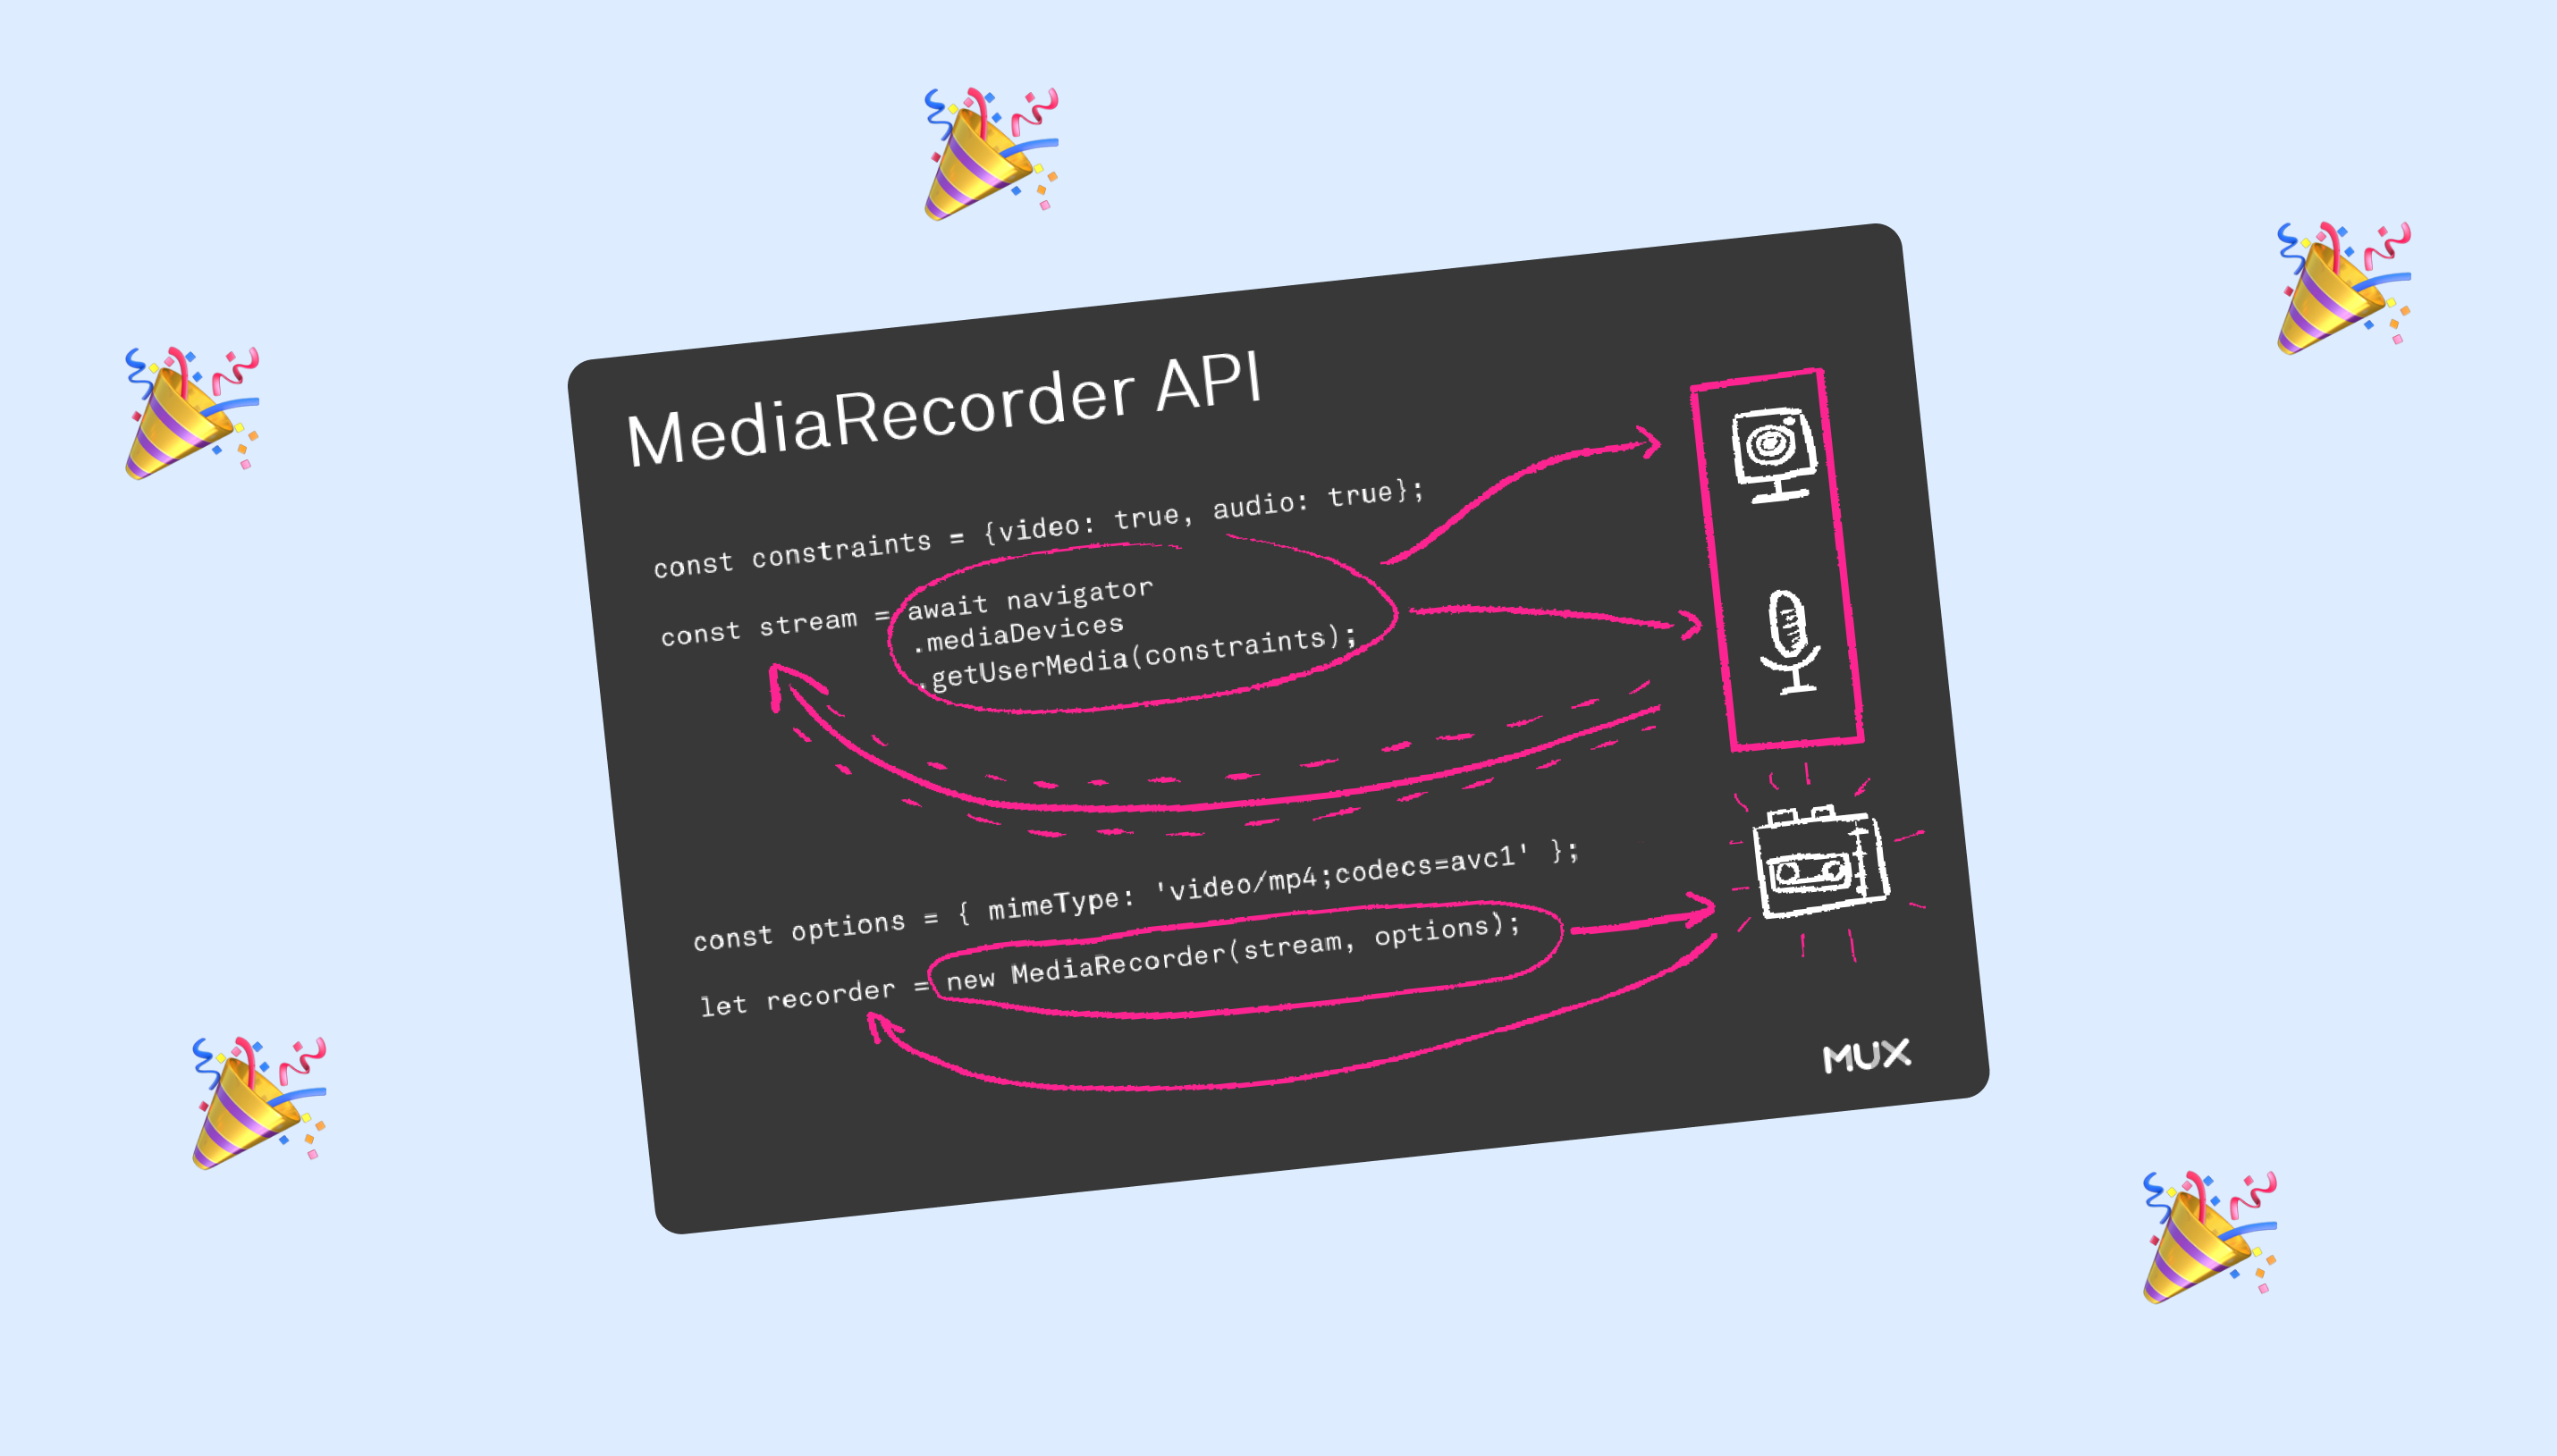 MediaRecorder API
const constraints = {video: true, audio: true};
const stream = await navigator
.mediaDevices
.getUserMedia(constraints);
const options = { mimeType: 'video/mp4;codecs=avc1' };
let recorder = new MediaRecorder(stream, options);
MUX